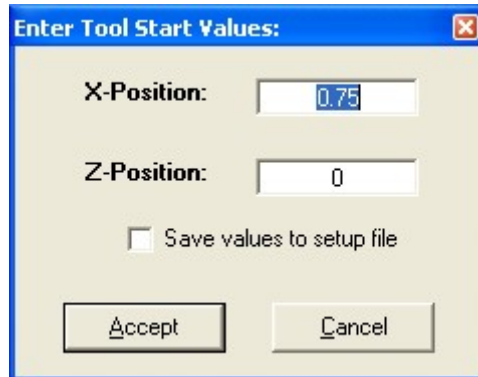 Enter Tool Start Values:
X-Position: 0.75
Z-Position: 0
Save values to setup file
Accept Cancel